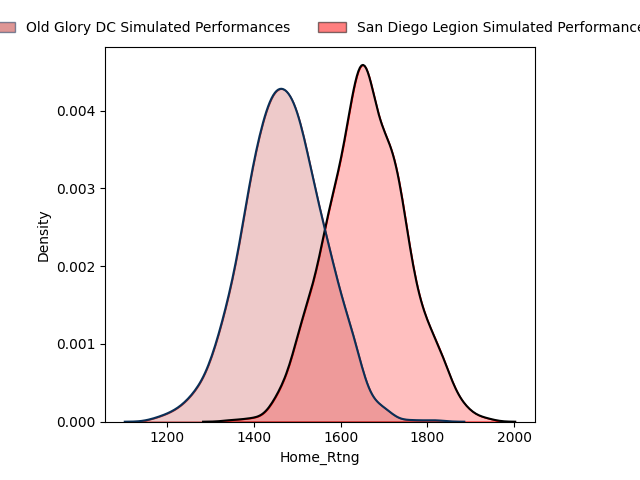 Old Glory DC Simulated Performances San Diego Legion Simulated Performance
0.004
0.003
0.002
0.001
0.000
Density
1200 1400 1600 1800 2000
Home_Rtng